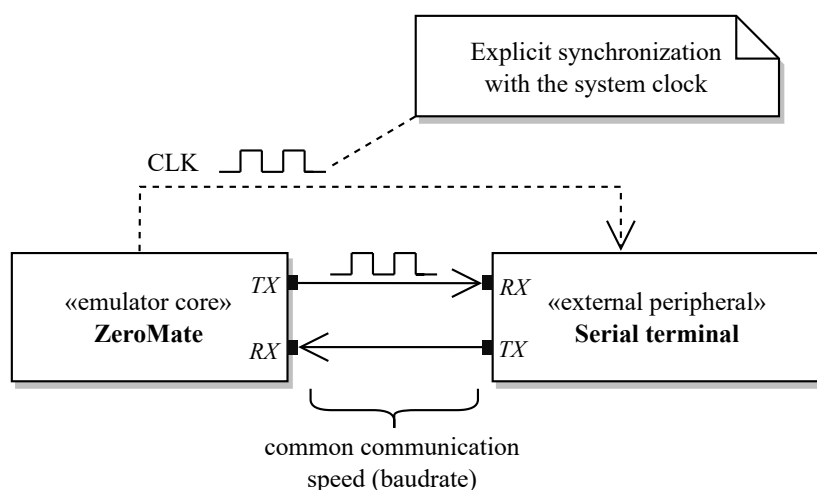 Explicit synchronization
with the system clock
CLK
«emulator core»
ZeroMate
TX
RX
RX
TX
«external peripheral»
Serial terminal
common communication
speed (baudrate)